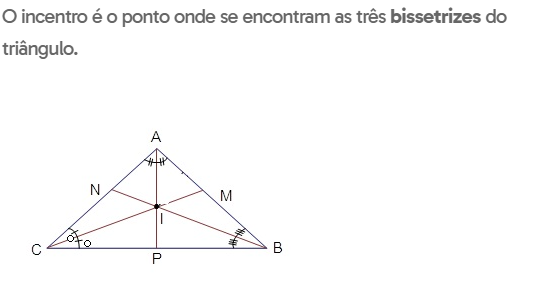 O incentro é o ponto onde se encontram as três bissetrizes do
triângulo.
A
N
M
I
C
P
B